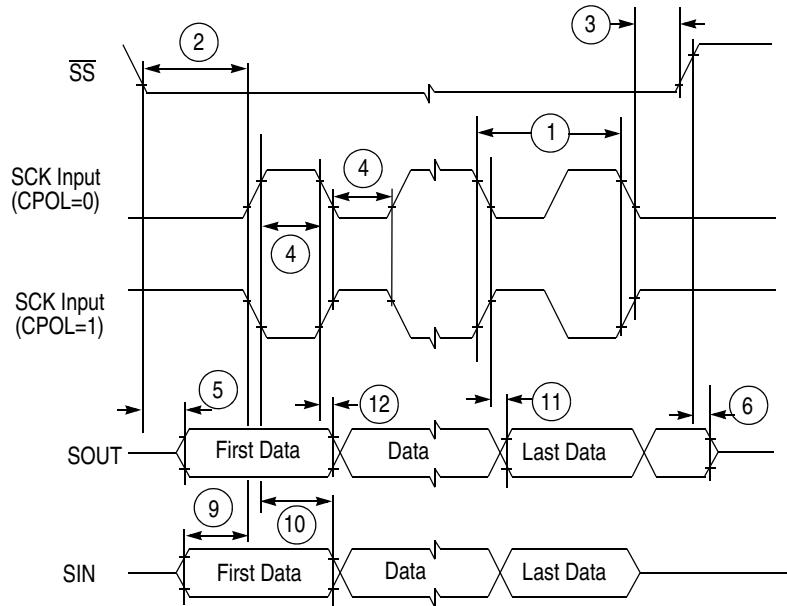 3
2
SS
1
SCK Input
(CPOL=0)
4
4
SCK Input
(CPOL=1)
5
12
11
6
SOUT
First Data
Data
Last Data
9
10
SIN
First Data
Data
Last Data